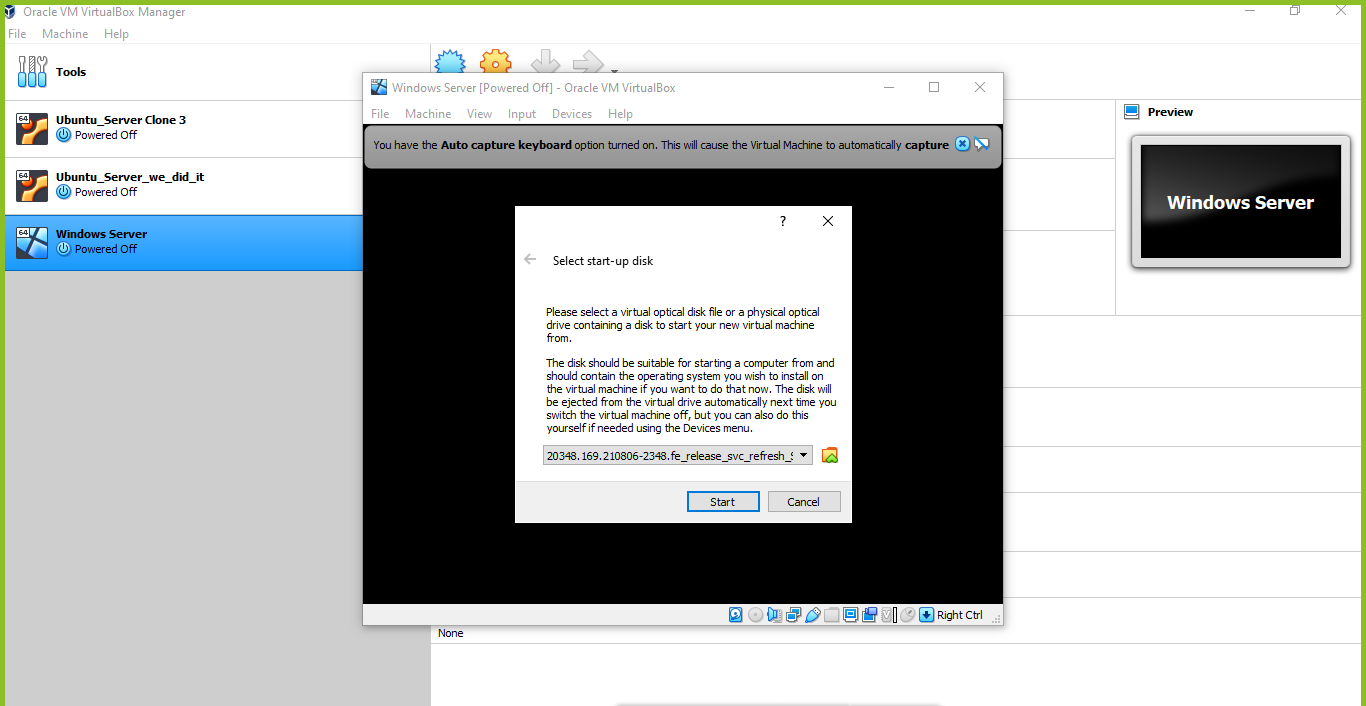 Oracle VM VirtualBox Manager
File Machine Help
Tools
64
Ubuntu_Server Clone 3
Powered Off
64
Ubuntu_Server_we_did_it
Powered Off
64
Windows Server
Powered Off
Windows Server [Powered Off] - Oracle VM VirtualBox
File Machine View Input Devices Help
You have the Auto capture keyboard option turned on. This will cause the Virtual Machine to automatically capture
?
Select start-up disk
Please select a virtual optical disk file or a physical optical
drive containing a disk to start your new virtual machine
from.
The disk should be suitable for starting a computer from and
should contain the operating system you wish to install on
the virtual machine if you want to do that now. The disk will
be ejected from the virtual drive automatically next time you
switch the virtual machine off, but you can also do this
yourself if needed using the Devices menu.
20348.169.210806-2348.fe_release_svc_refresh_S
Start Cancel
Right Ctrl
None
Preview
Windows Server